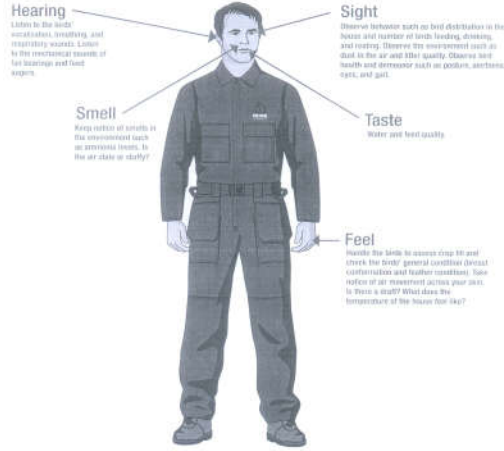 Hearing
Listen to the birds'
vocalization, breathing, and
respiratory sounds. Listen
to the mechanical sounds of
fan bearings and feed
augers.
Sight
Observe behavior such as bird distribution in the
house and number of birds feeding, drinking,
and resting. Observe the environment such as
dust in the air and litter quality. Observe bird
health and demeanor such as posture, alertness,
eyes, and gait.
Smell
Keep notice of smells in
the environment such
as ammonia levels. Is
the air stale or stuffy?
Taste
Water and feed quality.
Feel
Handle the birds to assess crop fill and
check the birds' general condition (breast
conformation and feather condition). Take
notice of air movement across your skin.
Is there a draft? What does the
temperature of the house feel like?